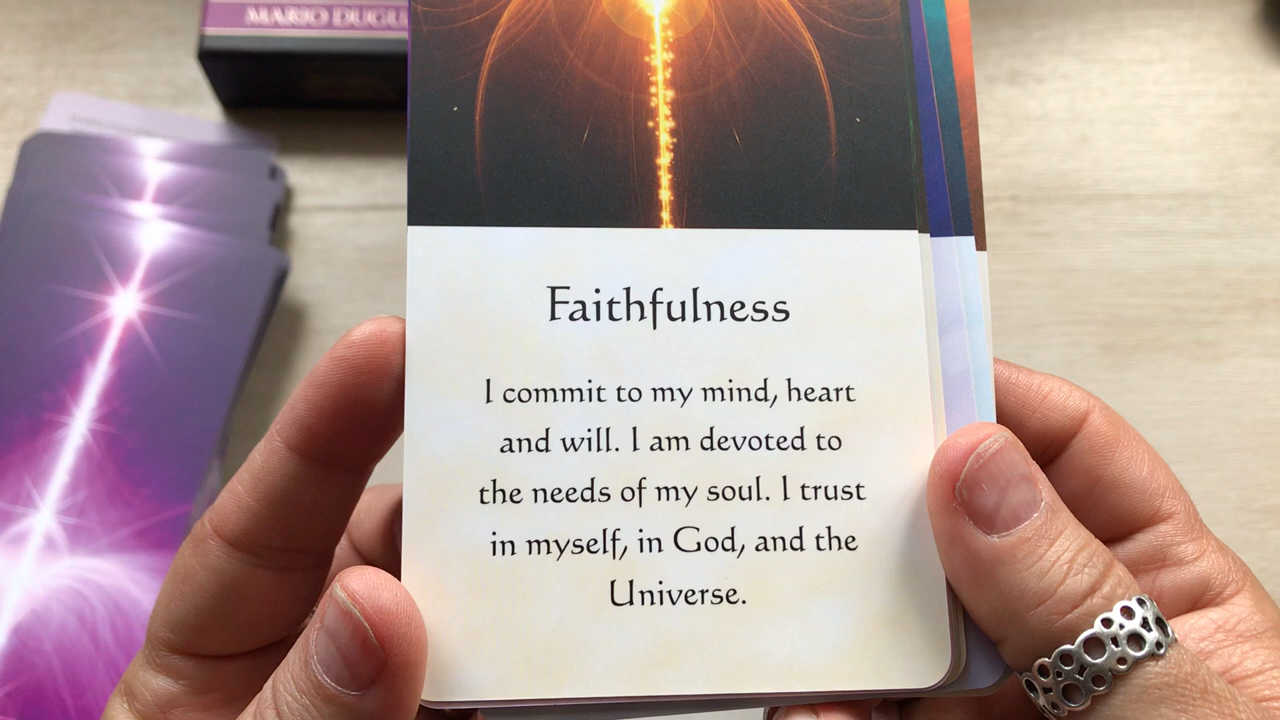 MARIO DUGU
Faithfulness
I commit to my mind, heart
and will. I am devoted to
the needs of my soul. I trust
in myself, in God, and the
Universe.